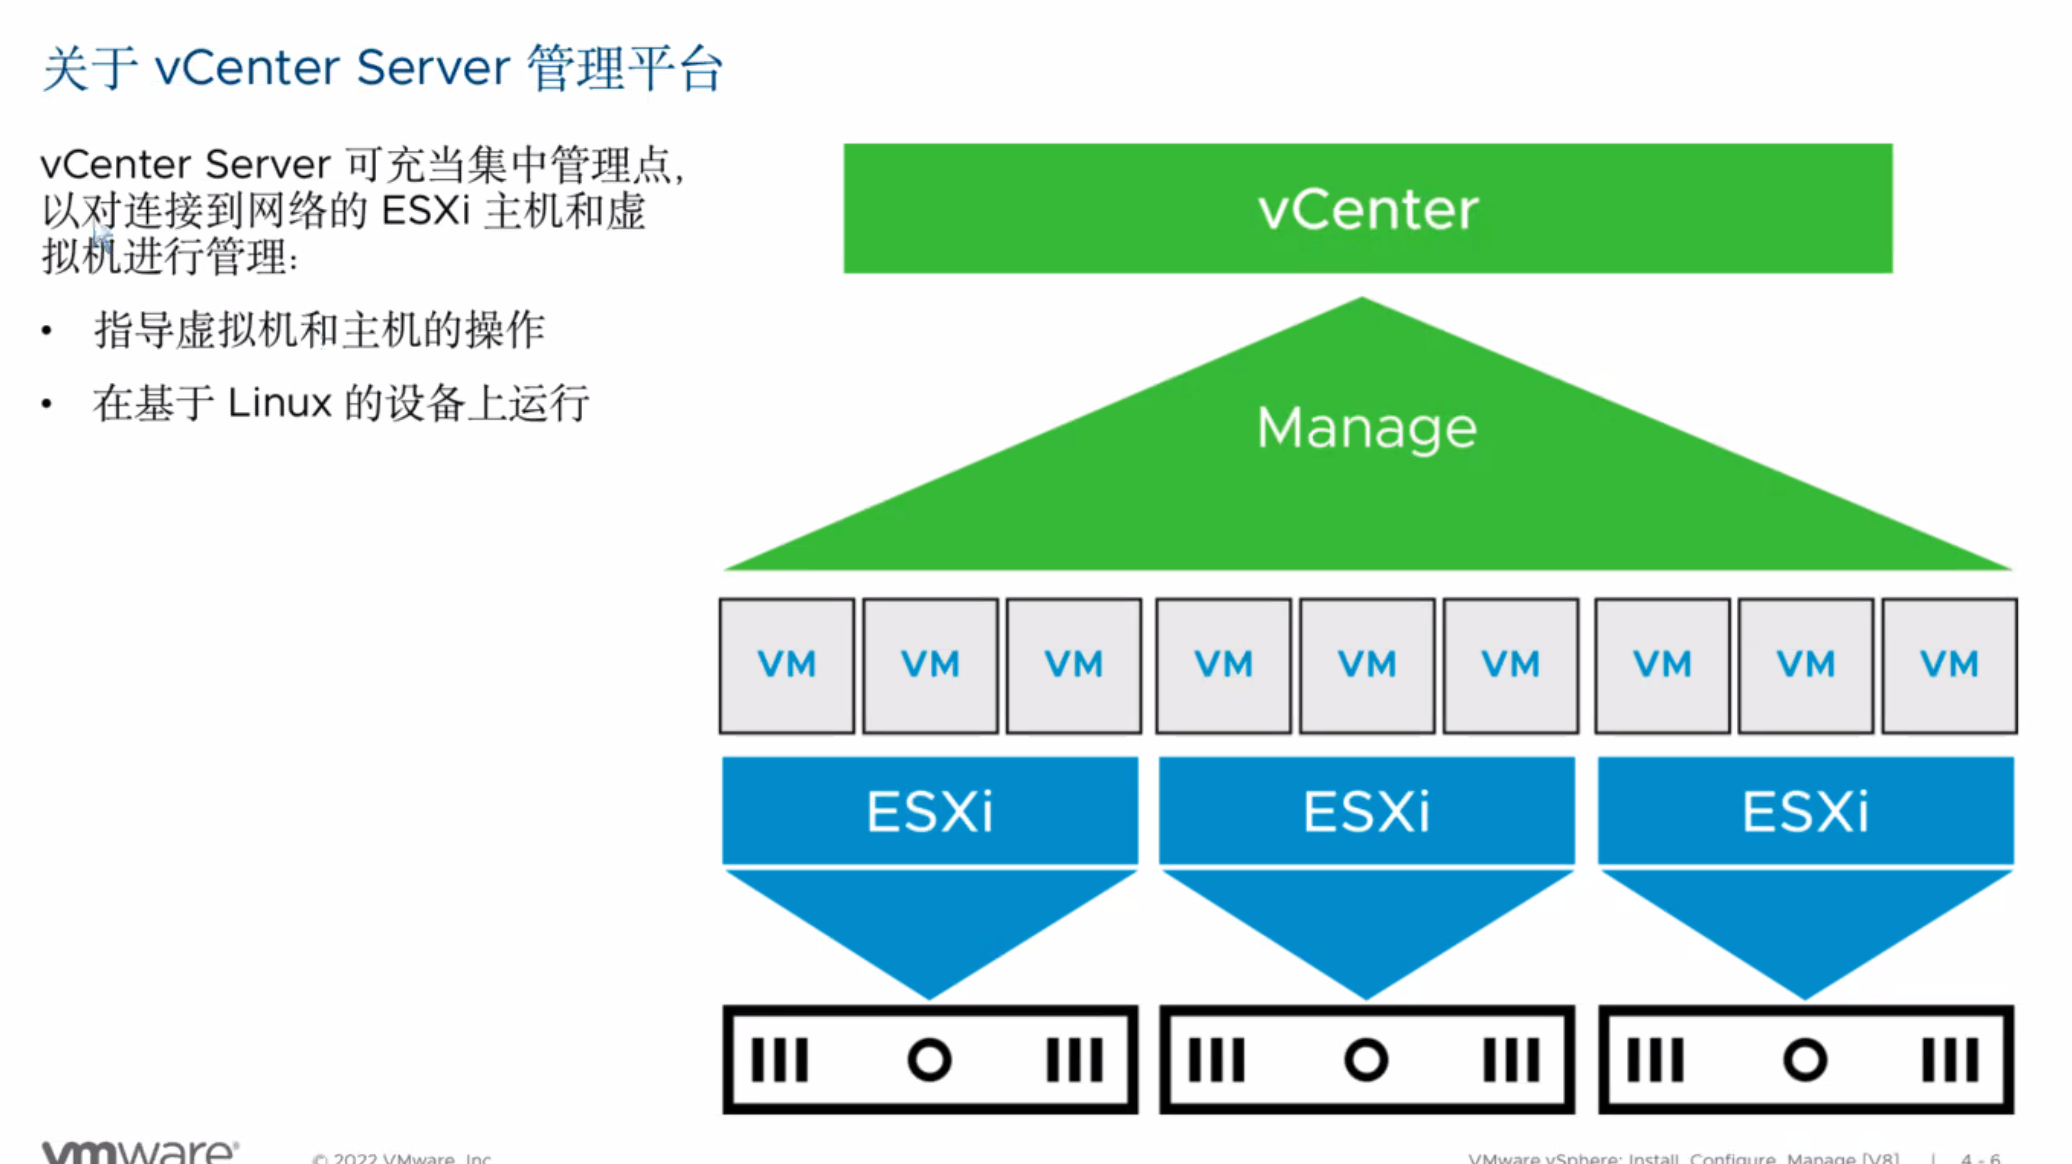 关于 vCenter Server 管理平台
vCenter Server 可充当集中管理点，
以对连接到网络的 ESXi 主机和虚
拟机进行管理：
• 指导虚拟机和主机的操作
• 在基于 Linux 的设备上运行
vCenter
Manage
VM VM VM VM VM VM VM VM VM
ESXi ESXi ESXi
vmware®
© 2022 VMware, Inc
VMware vSphere: Install, Configure, Manage [V8] | 4 - 6